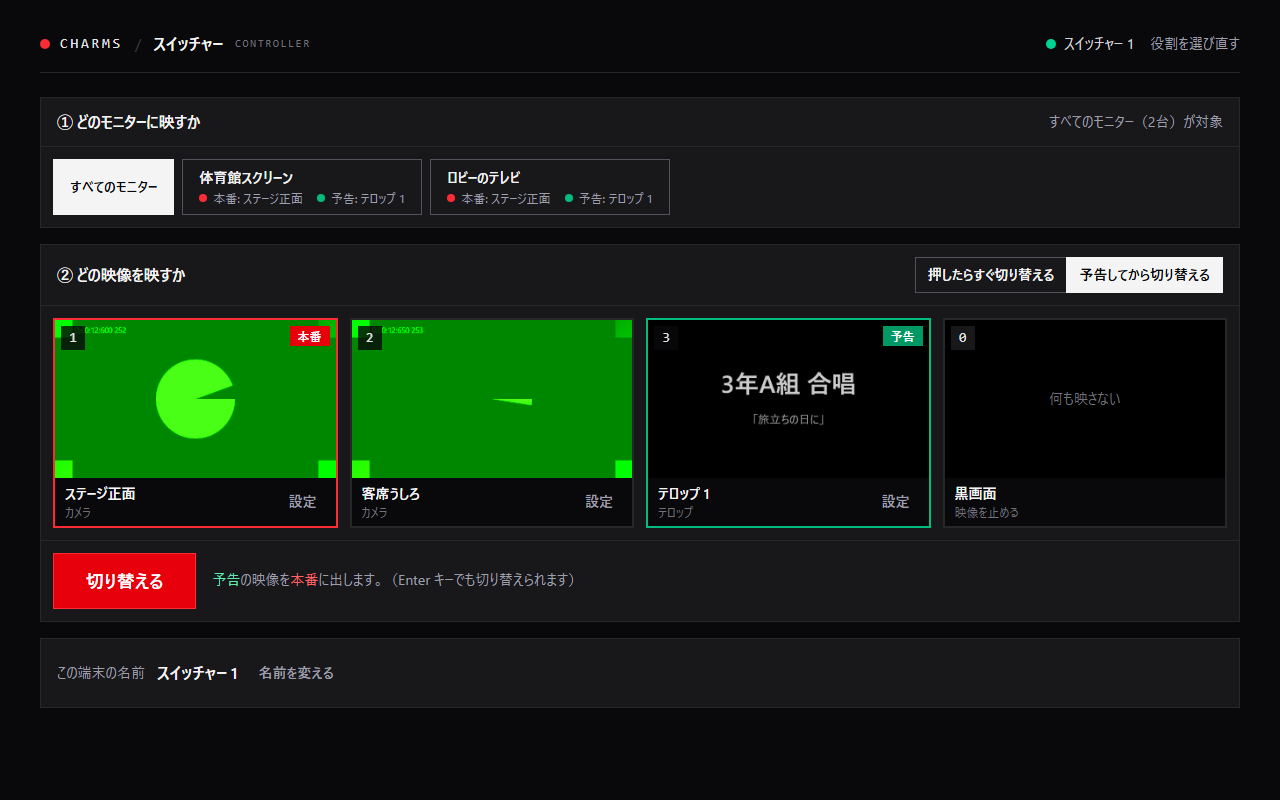 CHARMS / スイッチャー CONTROLLER
スイッチャー 1 役割を選び直す
① どのモニターに映すか
すべてのモニター（2台）が対象
すべてのモニター
体育館スクリーン
本番: ステージ正面 予告: テロップ 1
ロビーのテレビ
本番: ステージ正面 予告: テロップ 1
② どの映像を映すか
押したらすぐ切り替える 予告してから切り替える
1 0:12:600 252 本番
ステージ正面
カメラ
設定
2 0:12:650 253
客席うしろ
カメラ
設定
3 予告
3年A組 合唱
「旅立ちの日に」
テロップ 1
テロップ
設定
0
何も映さない
黒画面
映像を止める
切り替える 予告の映像を本番に出します。（Enter キーでも切り替えられます）
この端末の名前 スイッチャー 1 名前を変える